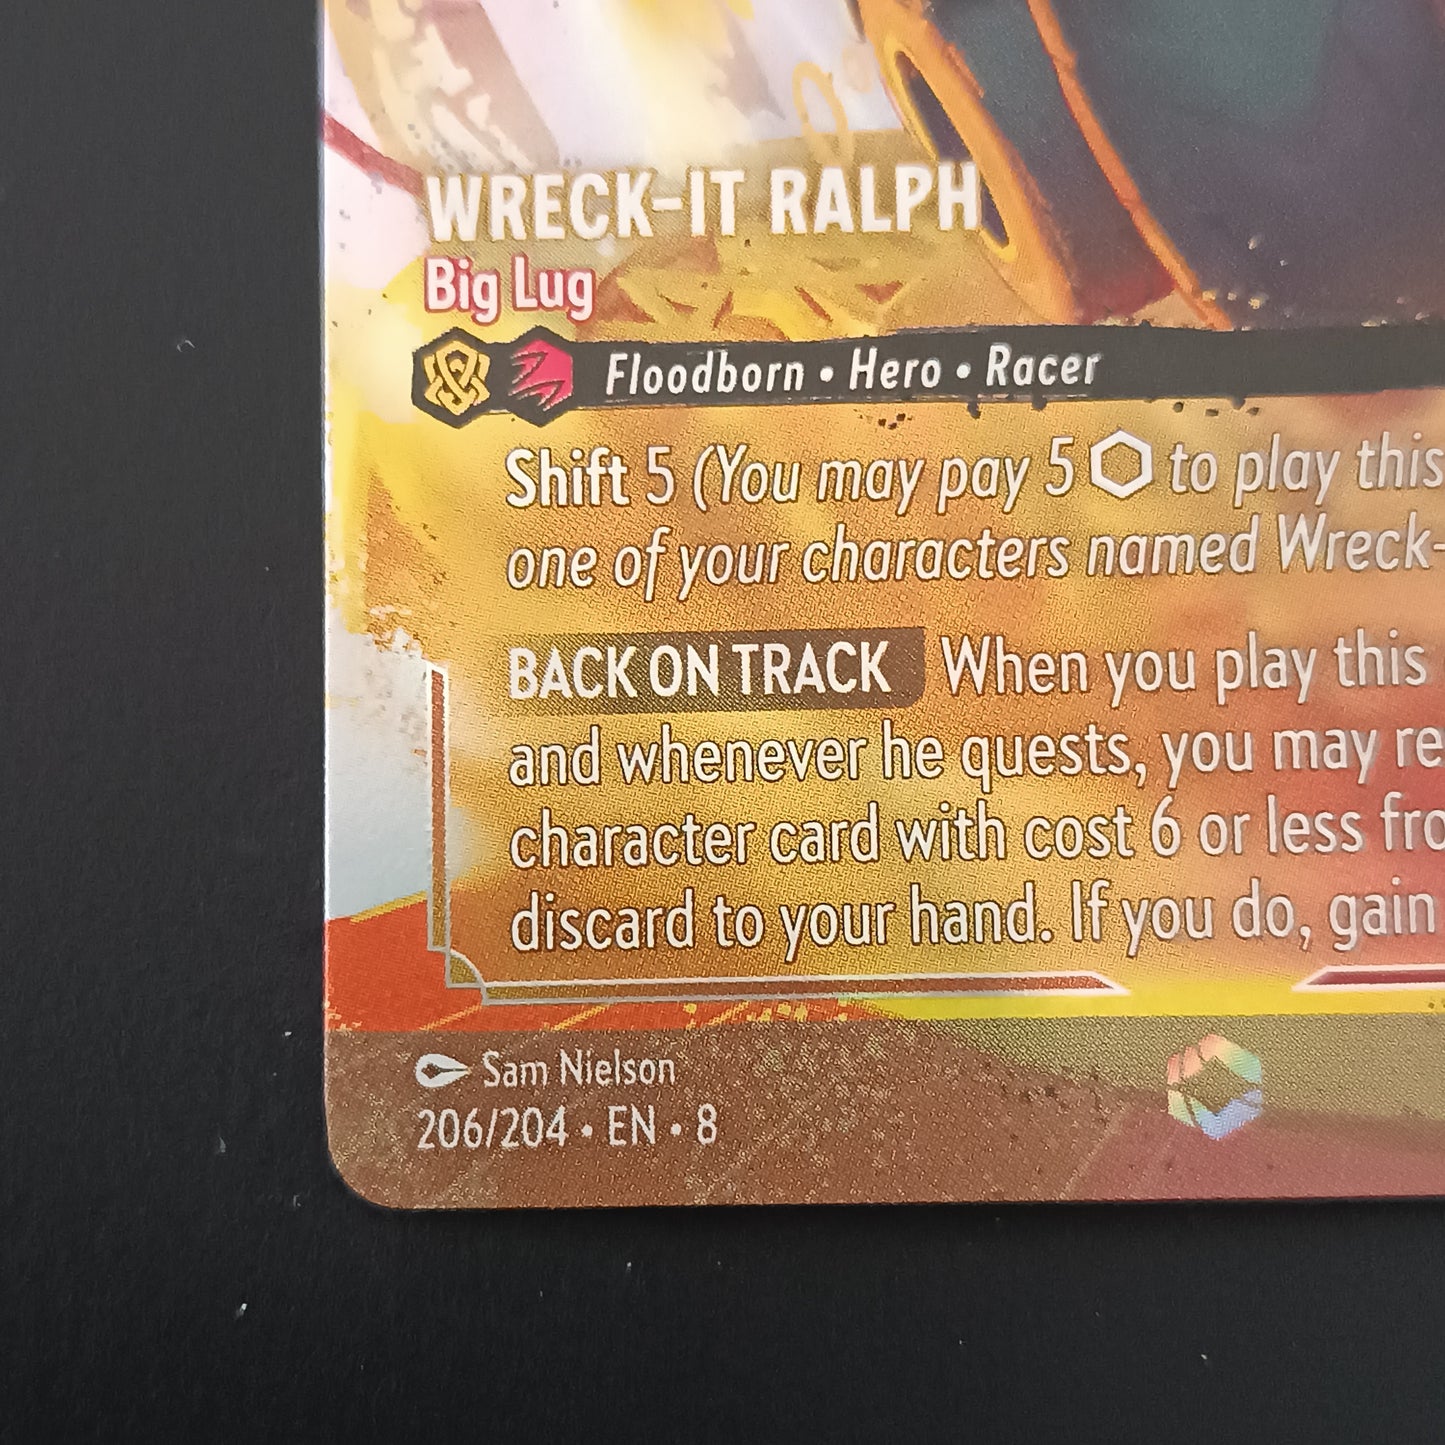 WRECK-IT RALPH
Big Lug
Floodborn • Hero • Racer
Shift 5 (You may pay 5 ⬡ to play this
one of your characters named Wreck-
BACK ON TRACK When you play this
and whenever he quests, you may re
character card with cost 6 or less fro
discard to your hand. If you do, gain
Sam Nielson
206/204 • EN • 8